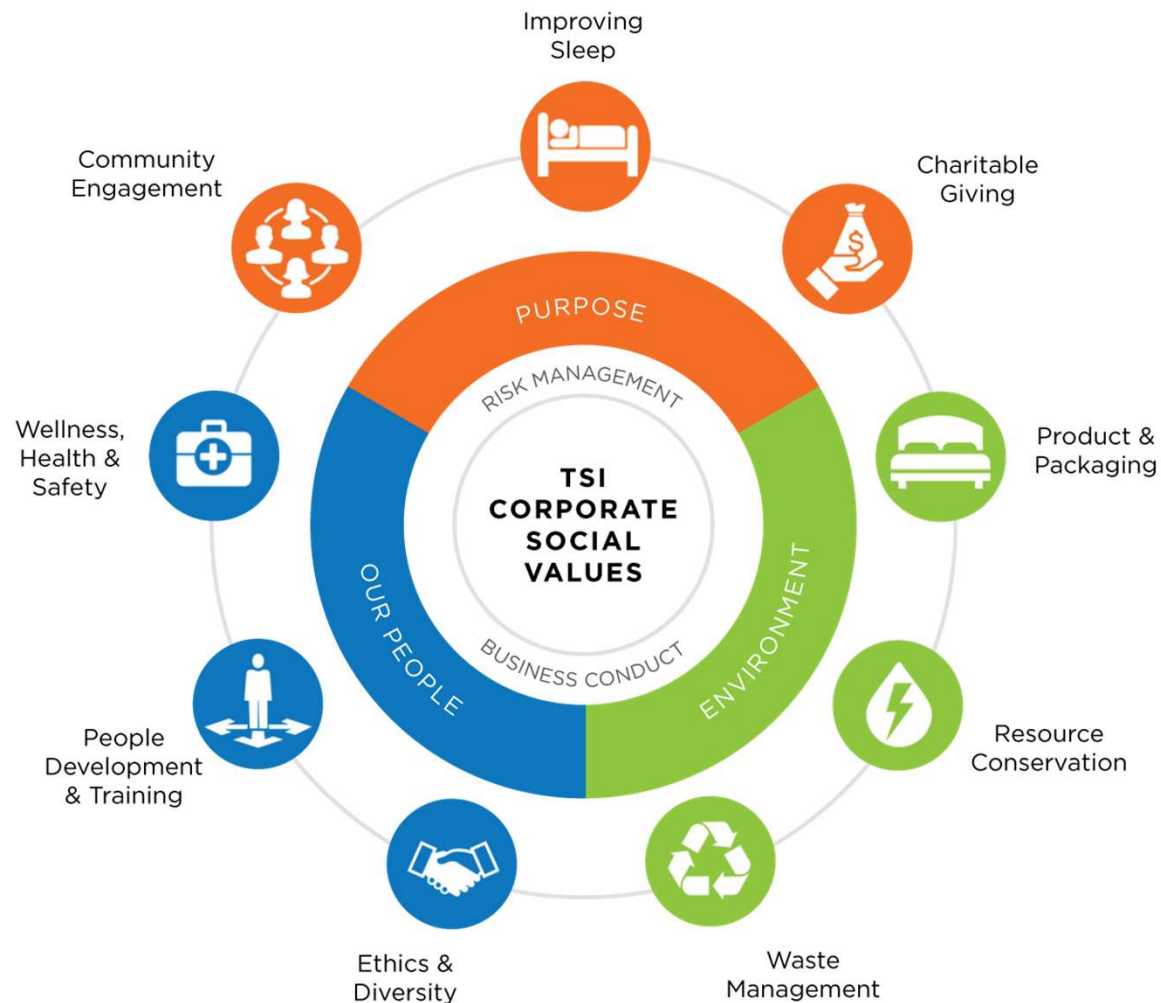 Improving
Sleep
Community
Engagement
Charitable
Giving
$
PURPOSE
RISK MANAGEMENT
Wellness,
Health &
Safety
TSI
CORPORATE
SOCIAL
VALUES
Product &
Packaging
OUR PEOPLE
BUSINESS CONDUCT
ENVIRONMENT
People
Development
& Training
Resource
Conservation
Ethics &
Diversity
Waste
Management